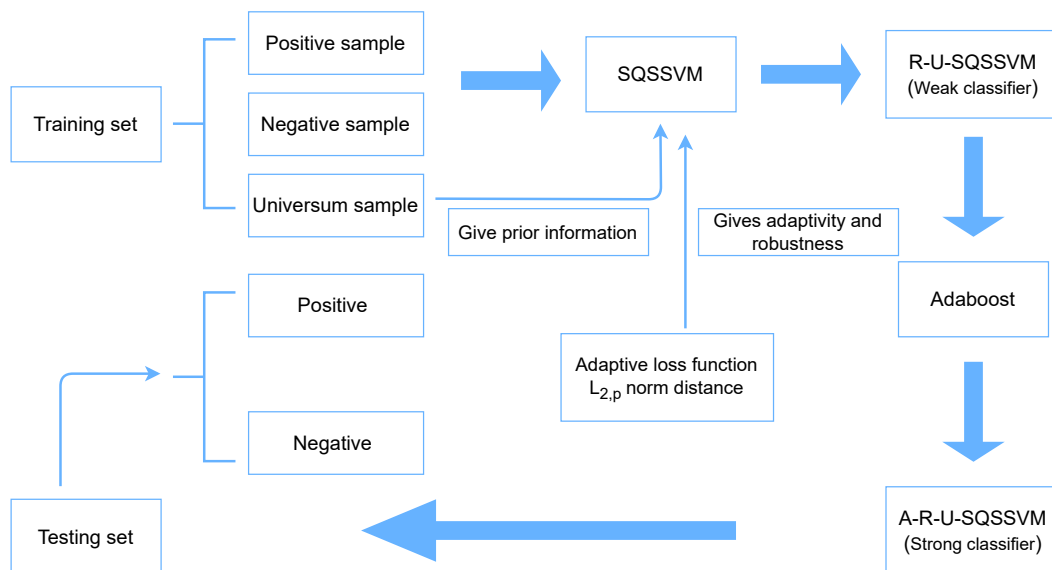 Positive sample
SQSSVM
R-U-SQSSVM
(Weak classifier)
Training set
Negative sample
Universum sample
Give prior information
Gives adaptivity and
robustness
Adaboost
Positive
Adaptive loss function
L2,p norm distance
Negative
Testing set
A-R-U-SQSSVM
(Strong classifier)